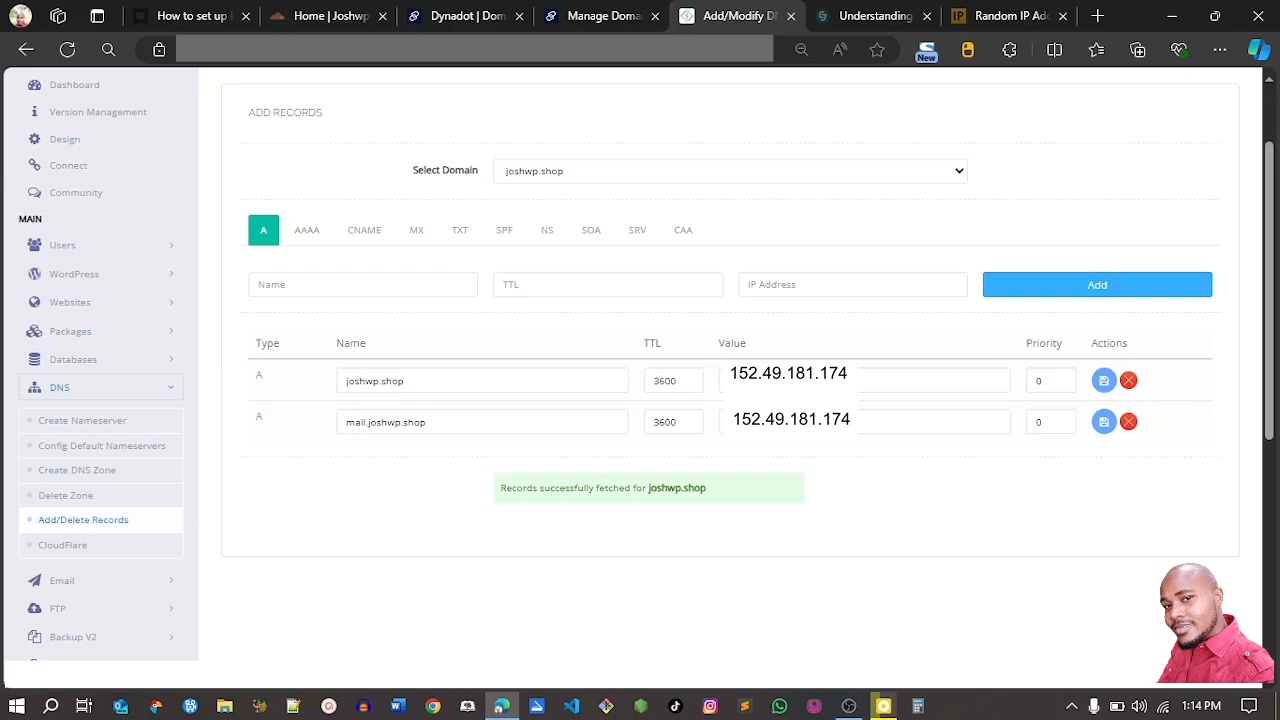 How to set up
Home | Joshwp
Dynadot | Dom
Manage Doma
Add/Modify D
Understanding
Random IP Ad
New
Dashboard
Version Management
Design
Connect
Community
MAIN
Users
WordPress
Websites
Packages
Databases
DNS
Create Nameserver
Config Default Nameservers
Create DNS Zone
Delete Zone
Add/Delete Records
CloudFlare
Email
FTP
Backup V2
ADD RECORDS
Select Domain joshwp.shop
A AAAA CNAME MX TXT SPF NS SOA SRV CAA
Name TTL IP Address Add
Type Name TTL Value Priority Actions
A joshwp.shop 3600 152.49.181.174 0
A mail.joshwp.shop 3600 152.49.181.174 0
Records successfully fetched for joshwp.shop
1:14 PM